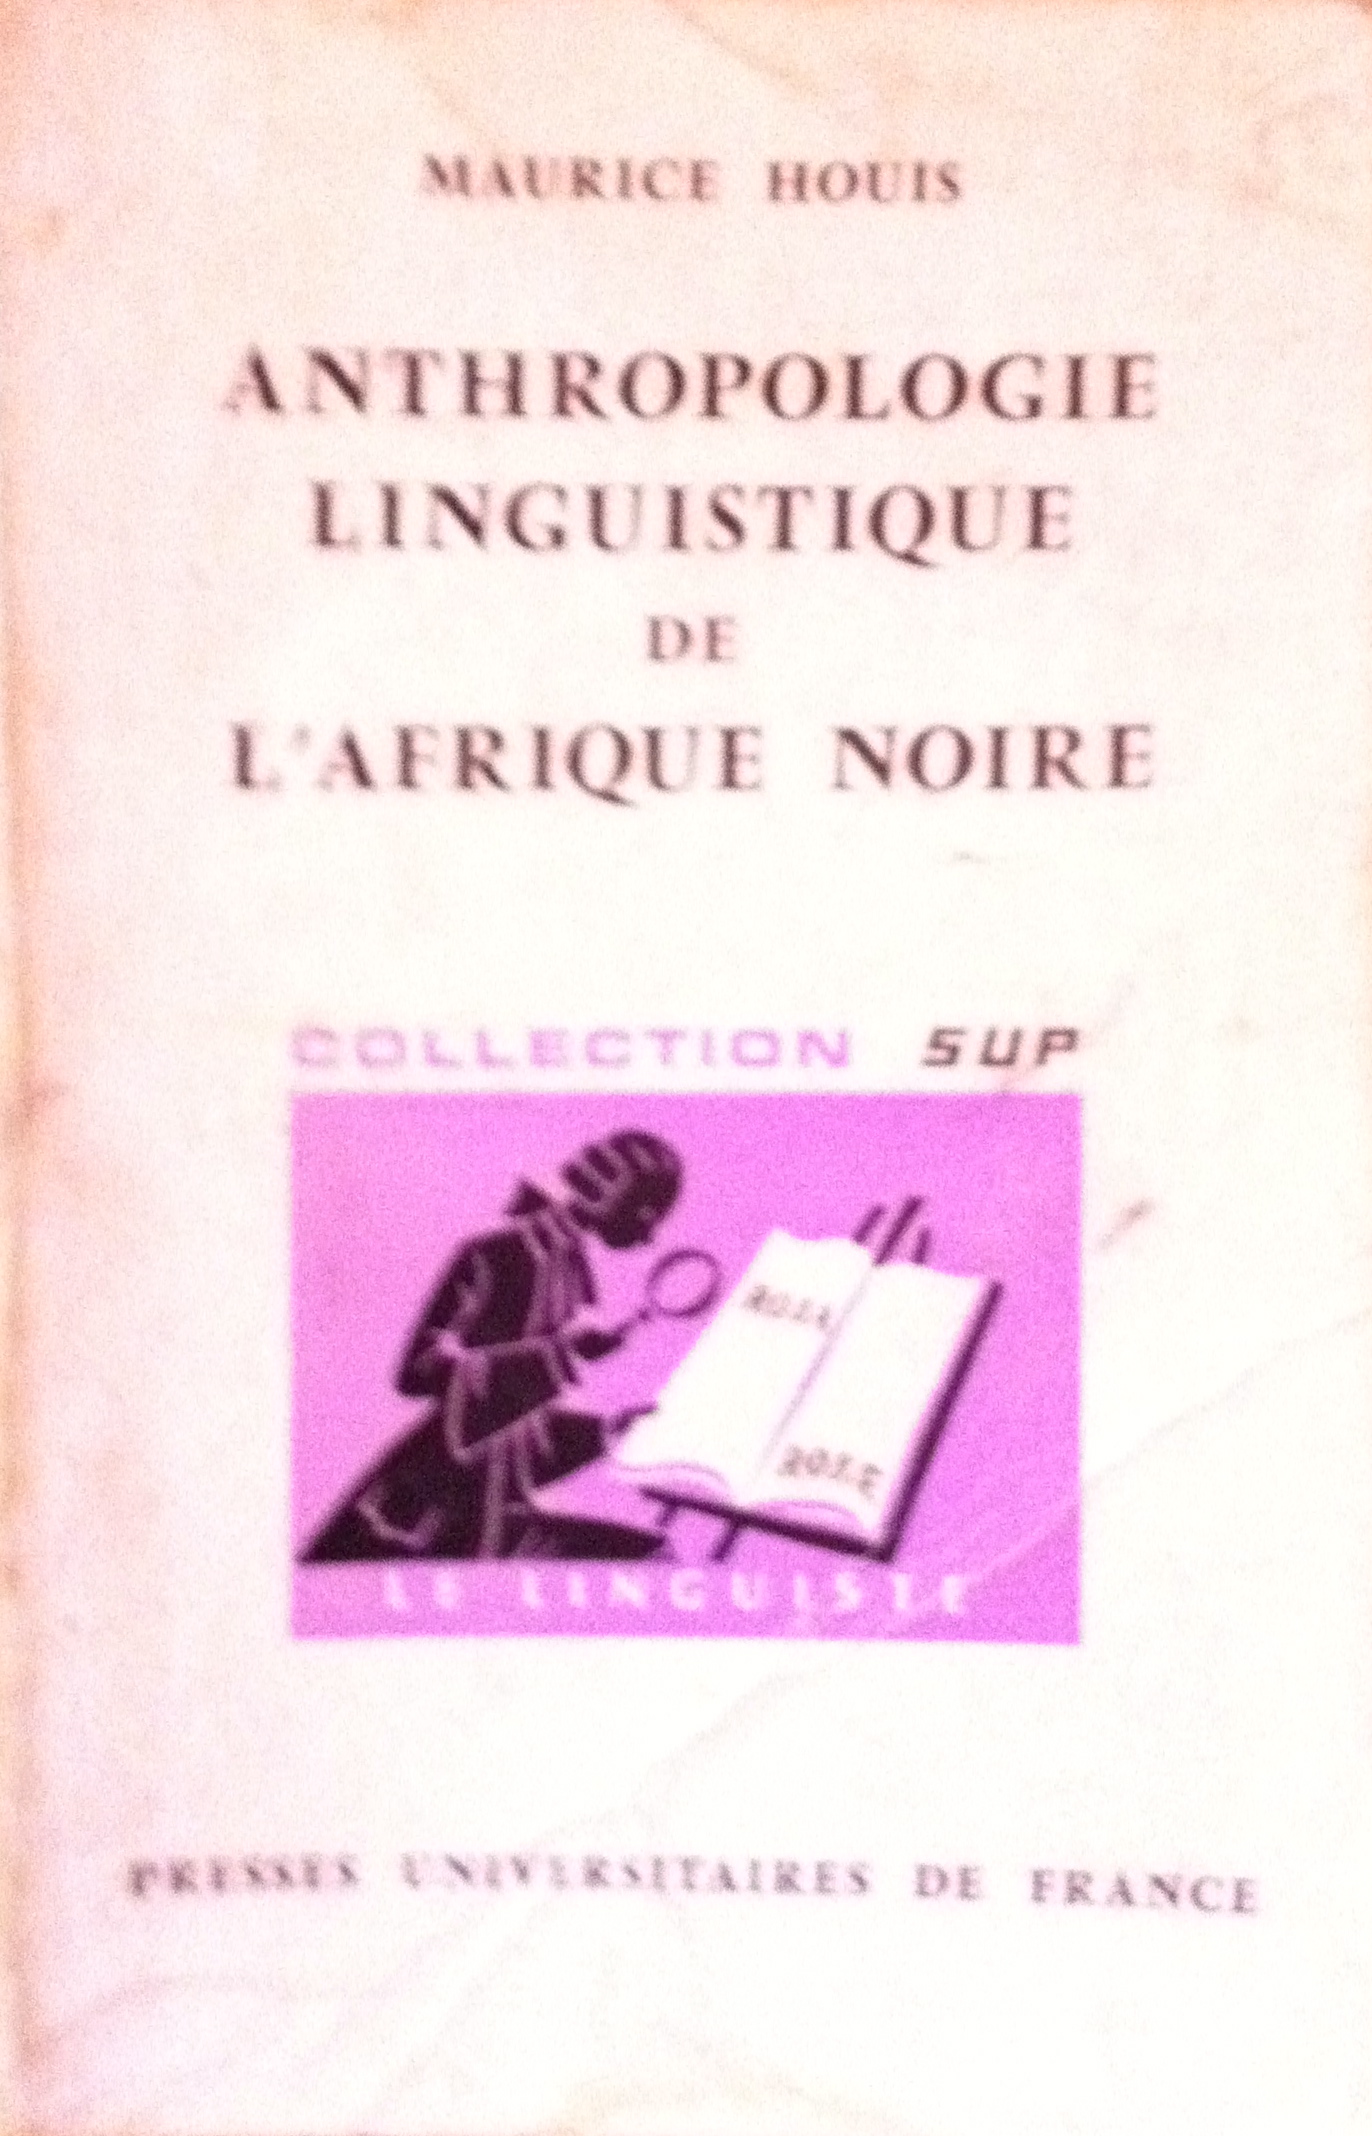 MAURICE HOUIS
ANTHROPOLOGIE
LINGUISTIQUE
DE
L'AFRIQUE NOIRE
COLLECTION SUP
LE LINGUISTE
PRESSES UNIVERSITAIRES DE FRANCE